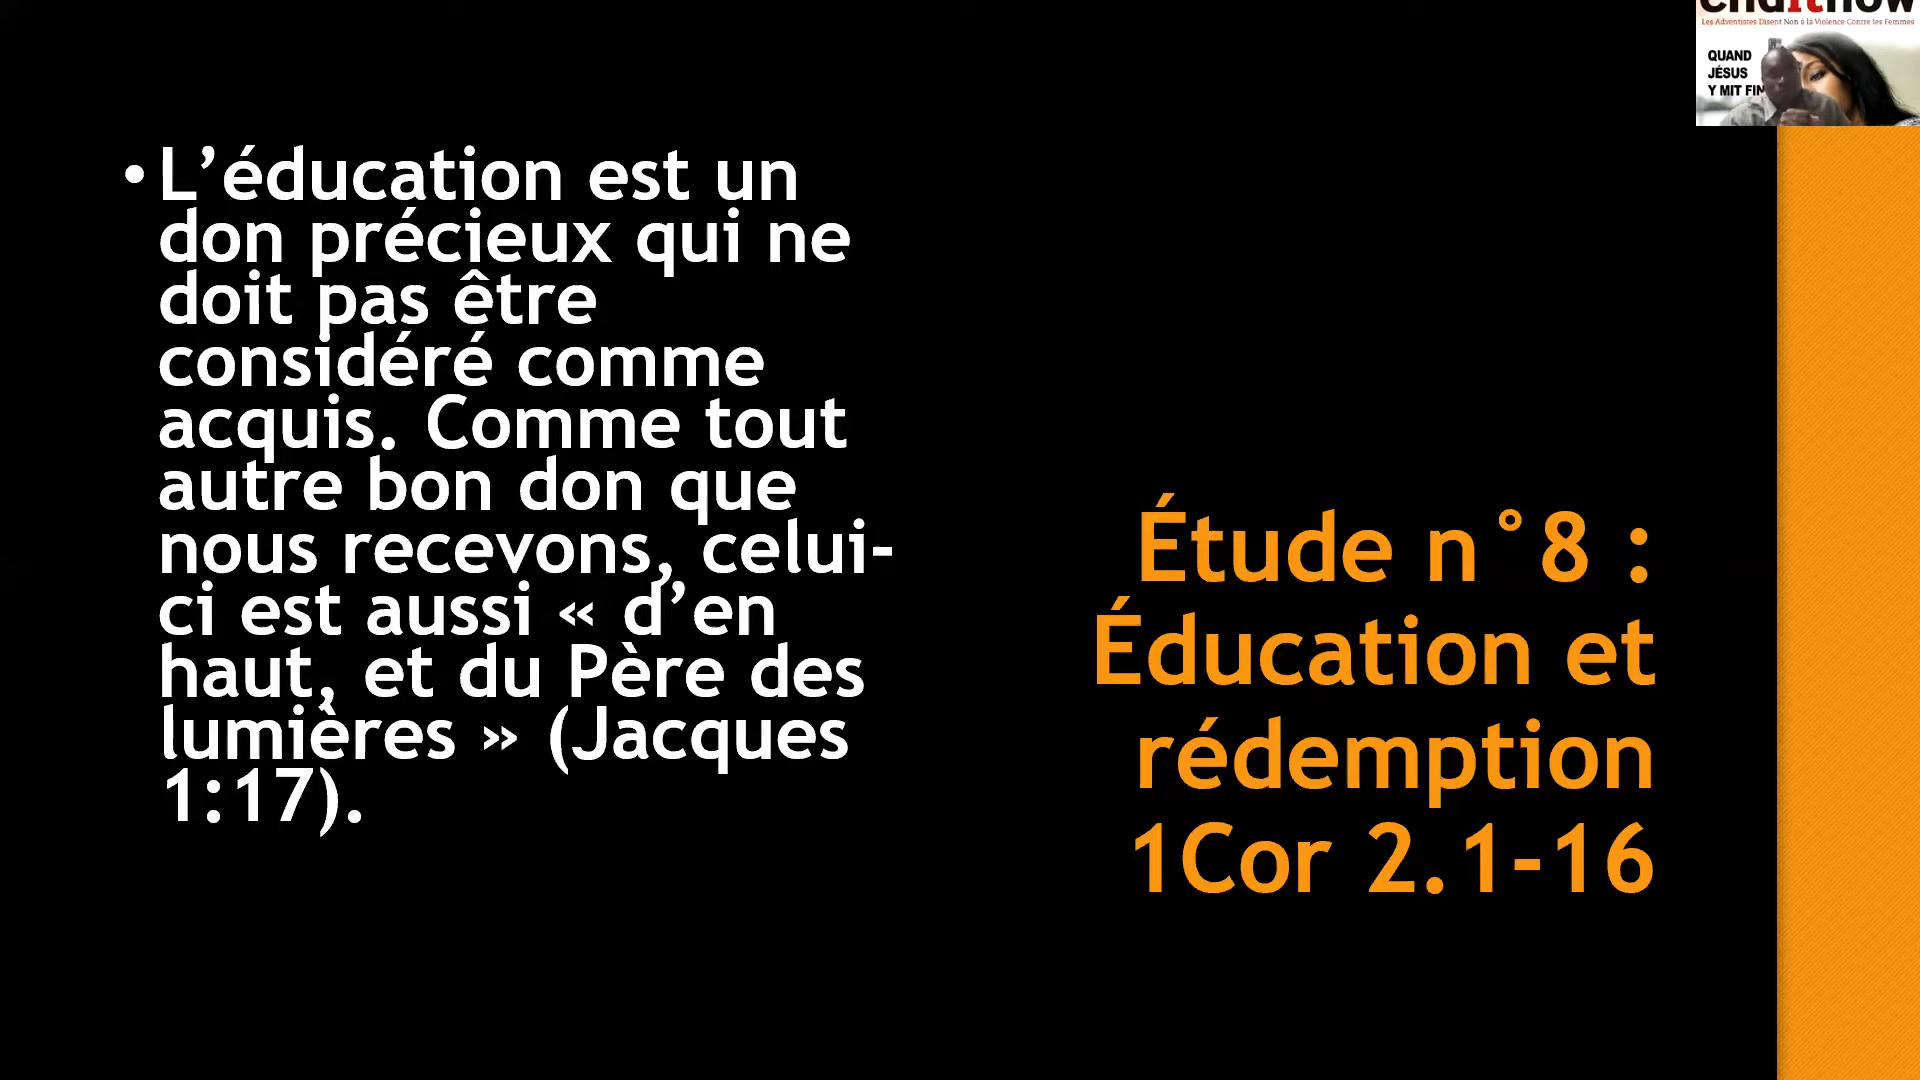 enditnow
Les Adventistes Disent Non à la Violence Contre les Femmes
QUAND
JÉSUS
Y MIT FIN
• L’éducation est un
don précieux qui ne
doit pas être
considéré comme
acquis. Comme tout
autre bon don que
nous recevons, celui-
ci est aussi « d’en
haut, et du Père des
lumières » (Jacques
1:17).
Étude n°8 :
Éducation et
rédemption
1Cor 2.1-16